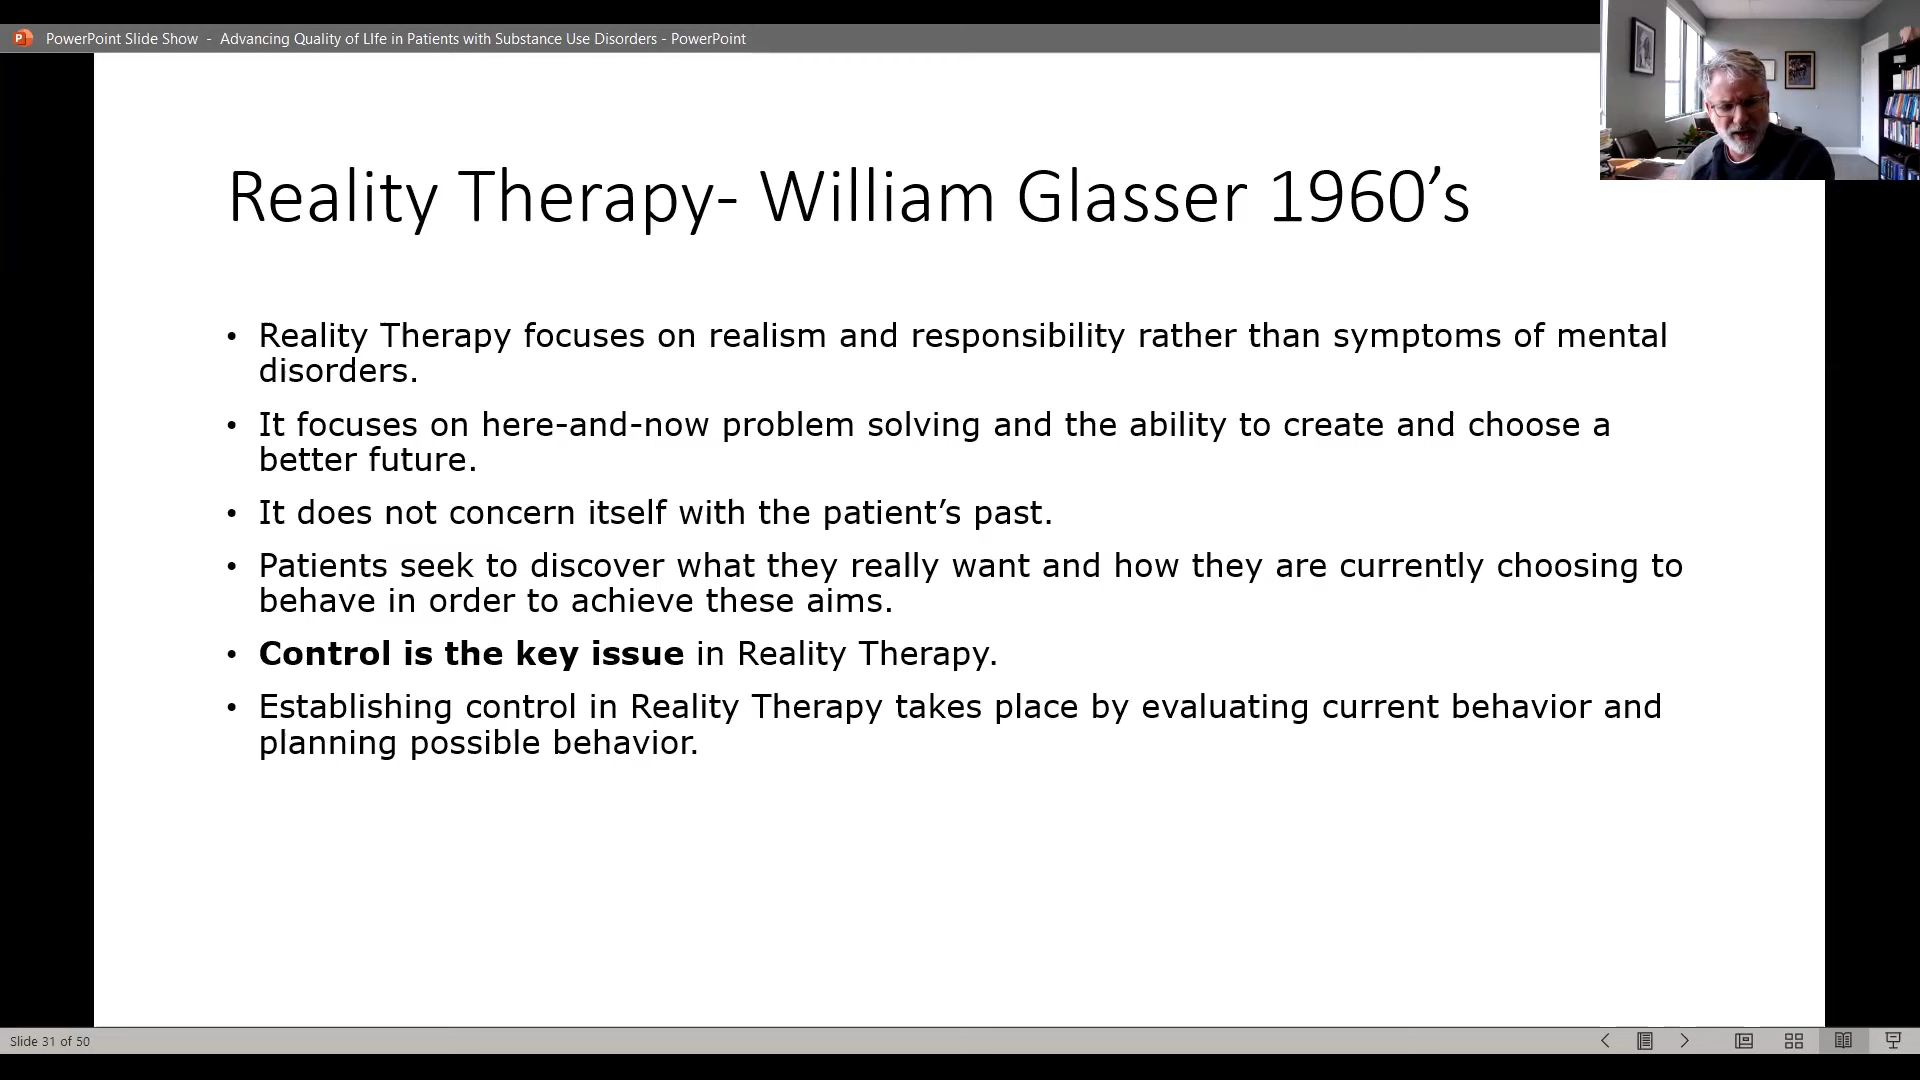 PowerPoint Slide Show - Advancing Quality of LIfe in Patients with Substance Use Disorders - PowerPoint
Reality Therapy- William Glasser 1960’s
• Reality Therapy focuses on realism and responsibility rather than symptoms of mental
disorders.
• It focuses on here-and-now problem solving and the ability to create and choose a
better future.
• It does not concern itself with the patient’s past.
• Patients seek to discover what they really want and how they are currently choosing to
behave in order to achieve these aims.
• Control is the key issue in Reality Therapy.
• Establishing control in Reality Therapy takes place by evaluating current behavior and
planning possible behavior.
Slide 31 of 50